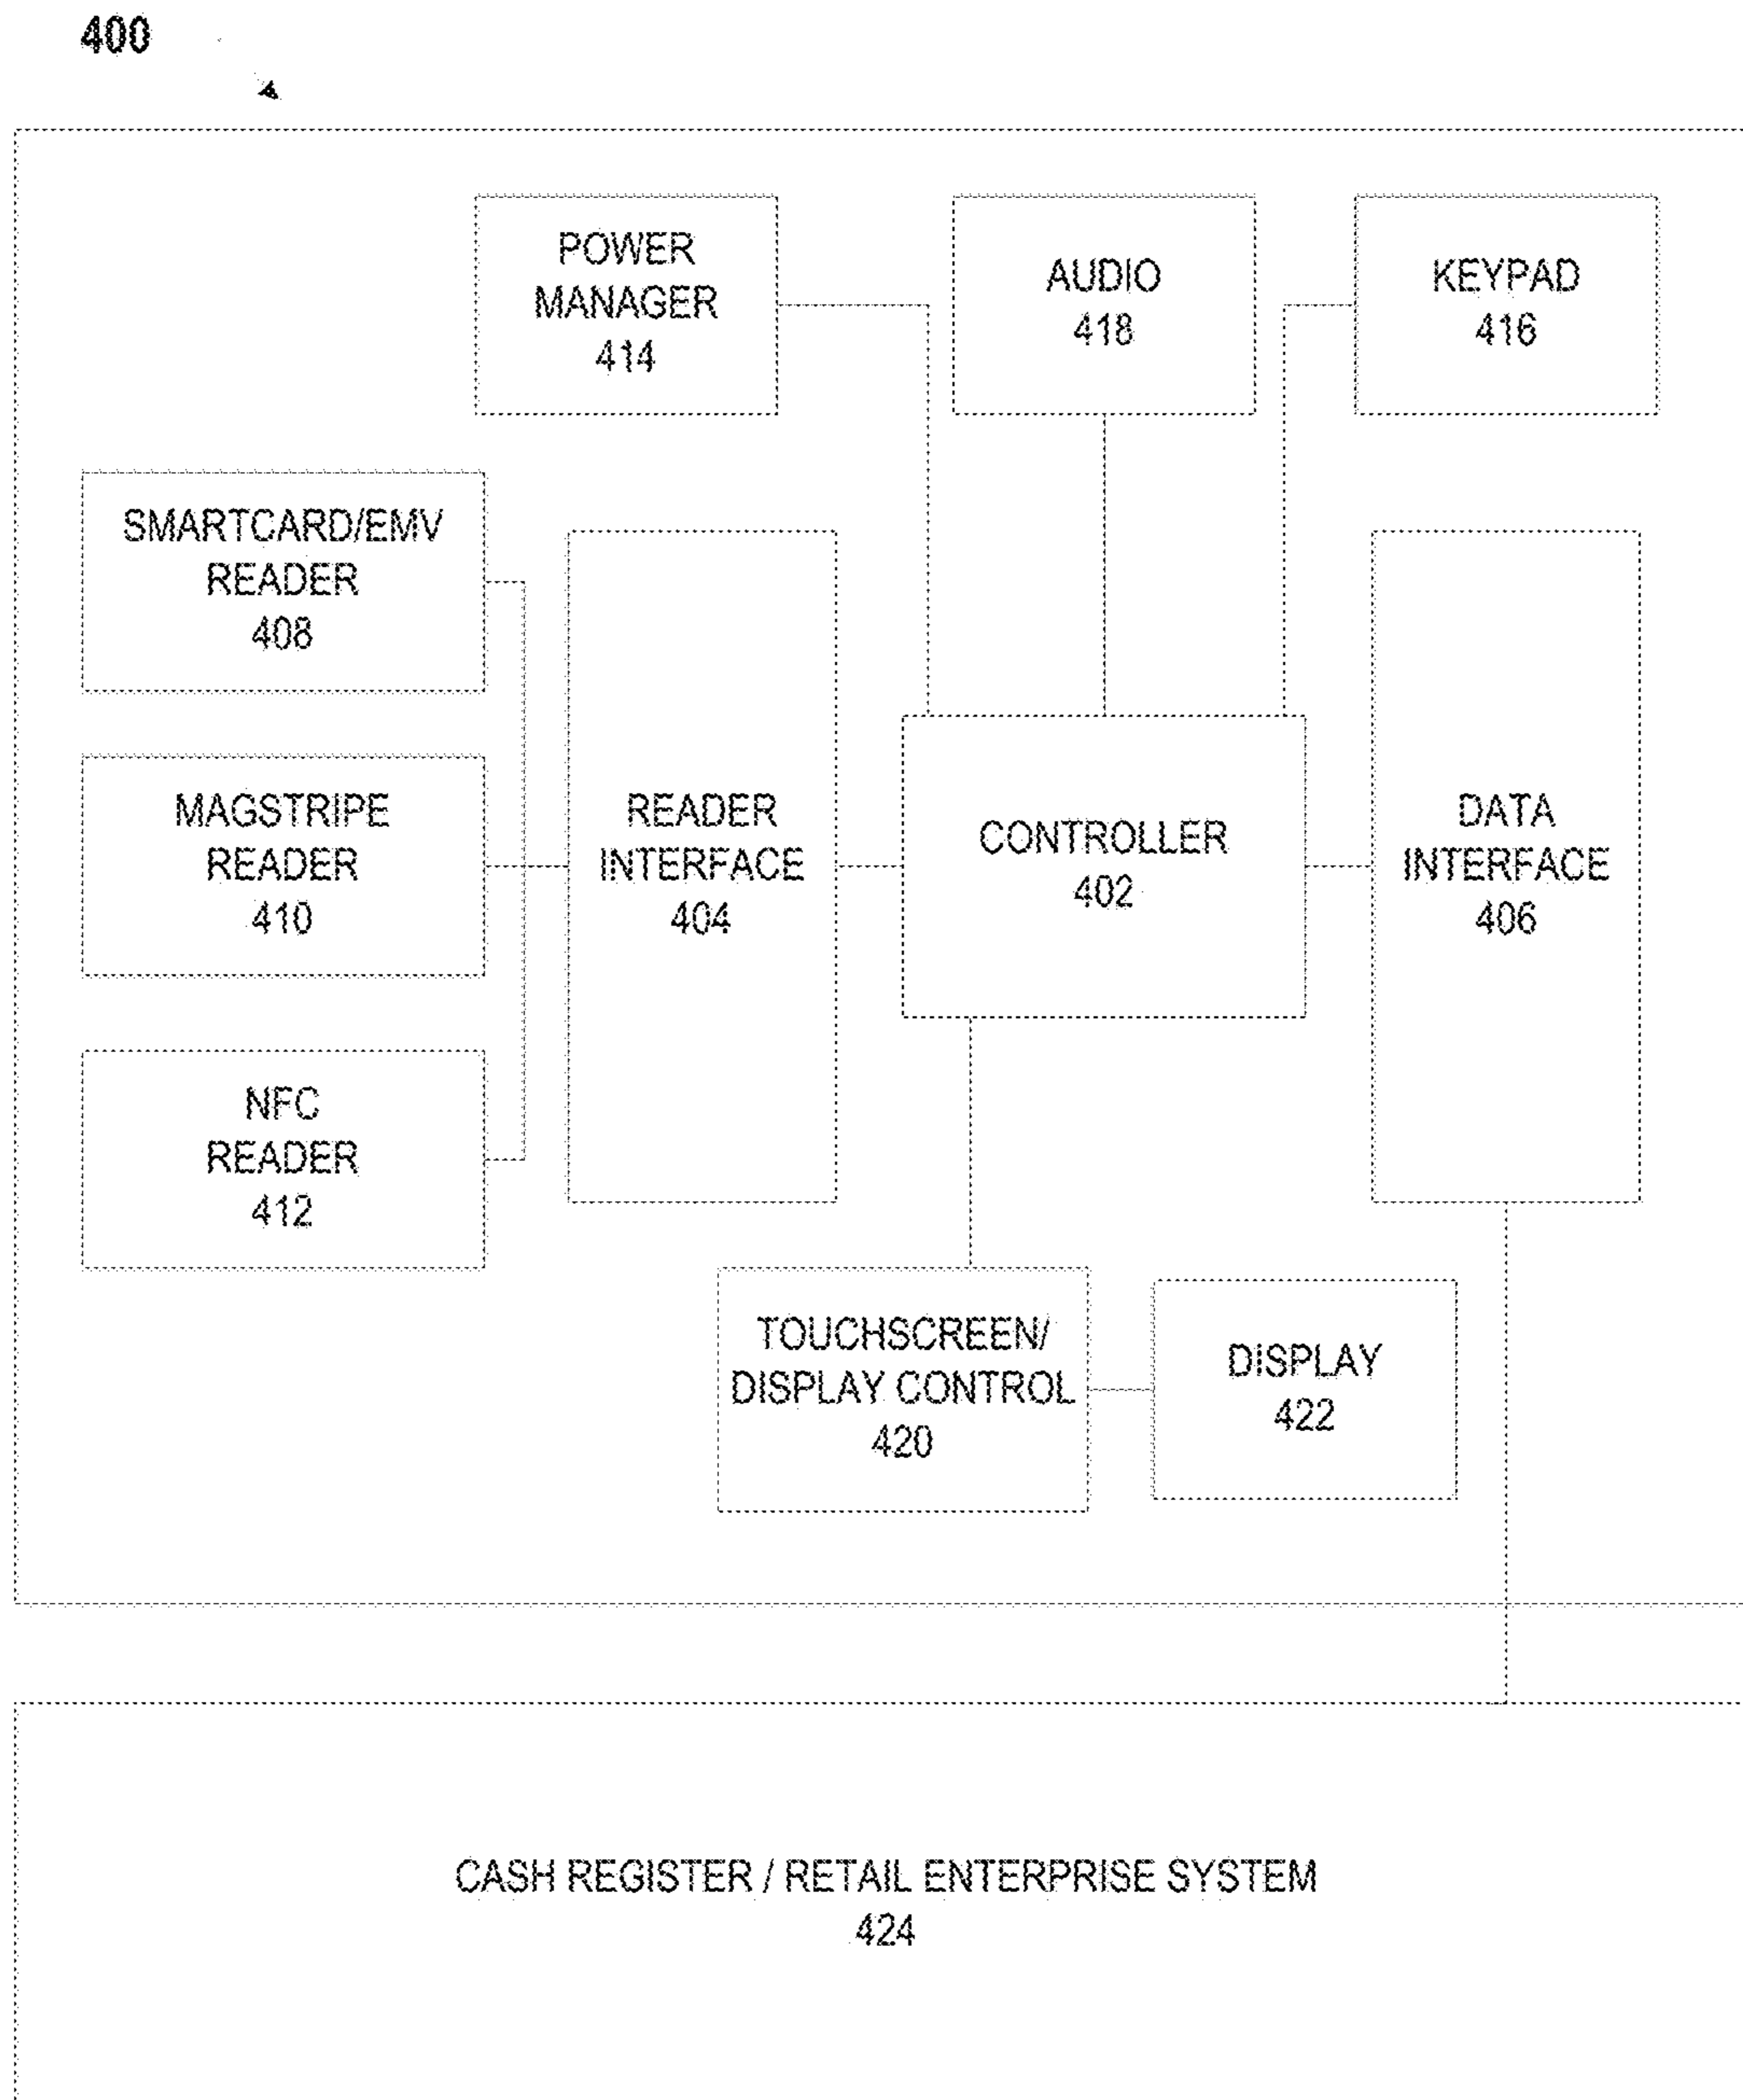 400
POWER
MANAGER
414
AUDIO
418
KEYPAD
416
SMARTCARD/EMV
READER
408
MAGSTRIPE
READER
410
NFC
READER
412
READER
INTERFACE
404
CONTROLLER
402
DATA
INTERFACE
406
TOUCHSCREEN/
DISPLAY CONTROL
420
DISPLAY
422
CASH REGISTER / RETAIL ENTERPRISE SYSTEM
424